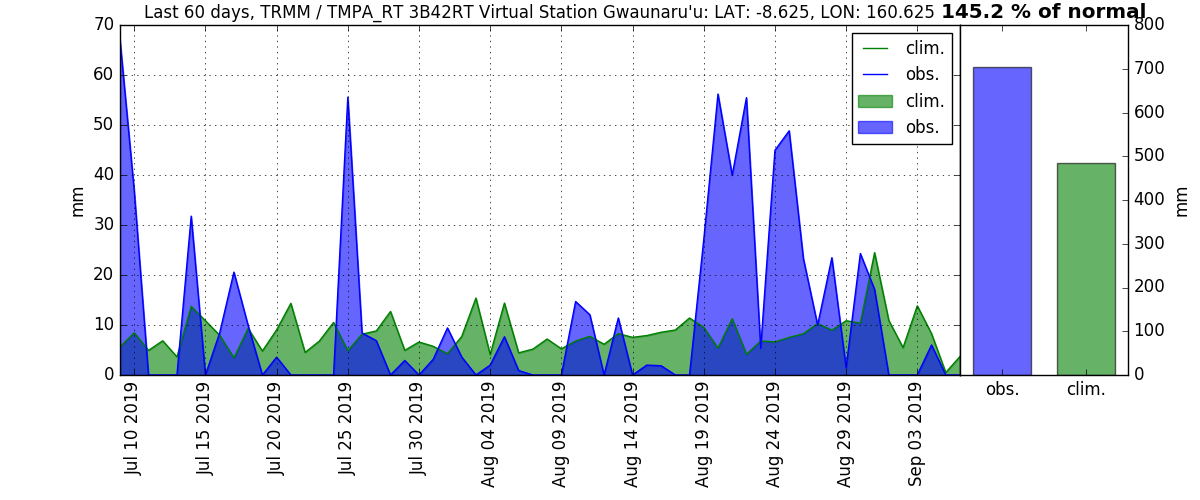 Last 60 days, TRMM / TMPA_RT 3B42RT Virtual Station Gwaunaru'u: LAT: -8.625, LON: 160.625 145.2 % of normal
70
60
50
40
30
20
10
0
mm
clim.
obs.
clim.
obs.
Jul 10 2019
Jul 15 2019
Jul 20 2019
Jul 25 2019
Jul 30 2019
Aug 04 2019
Aug 09 2019
Aug 14 2019
Aug 19 2019
Aug 24 2019
Aug 29 2019
Sep 03 2019
800
700
600
500
400
300
200
100
0
mm
obs.
clim.